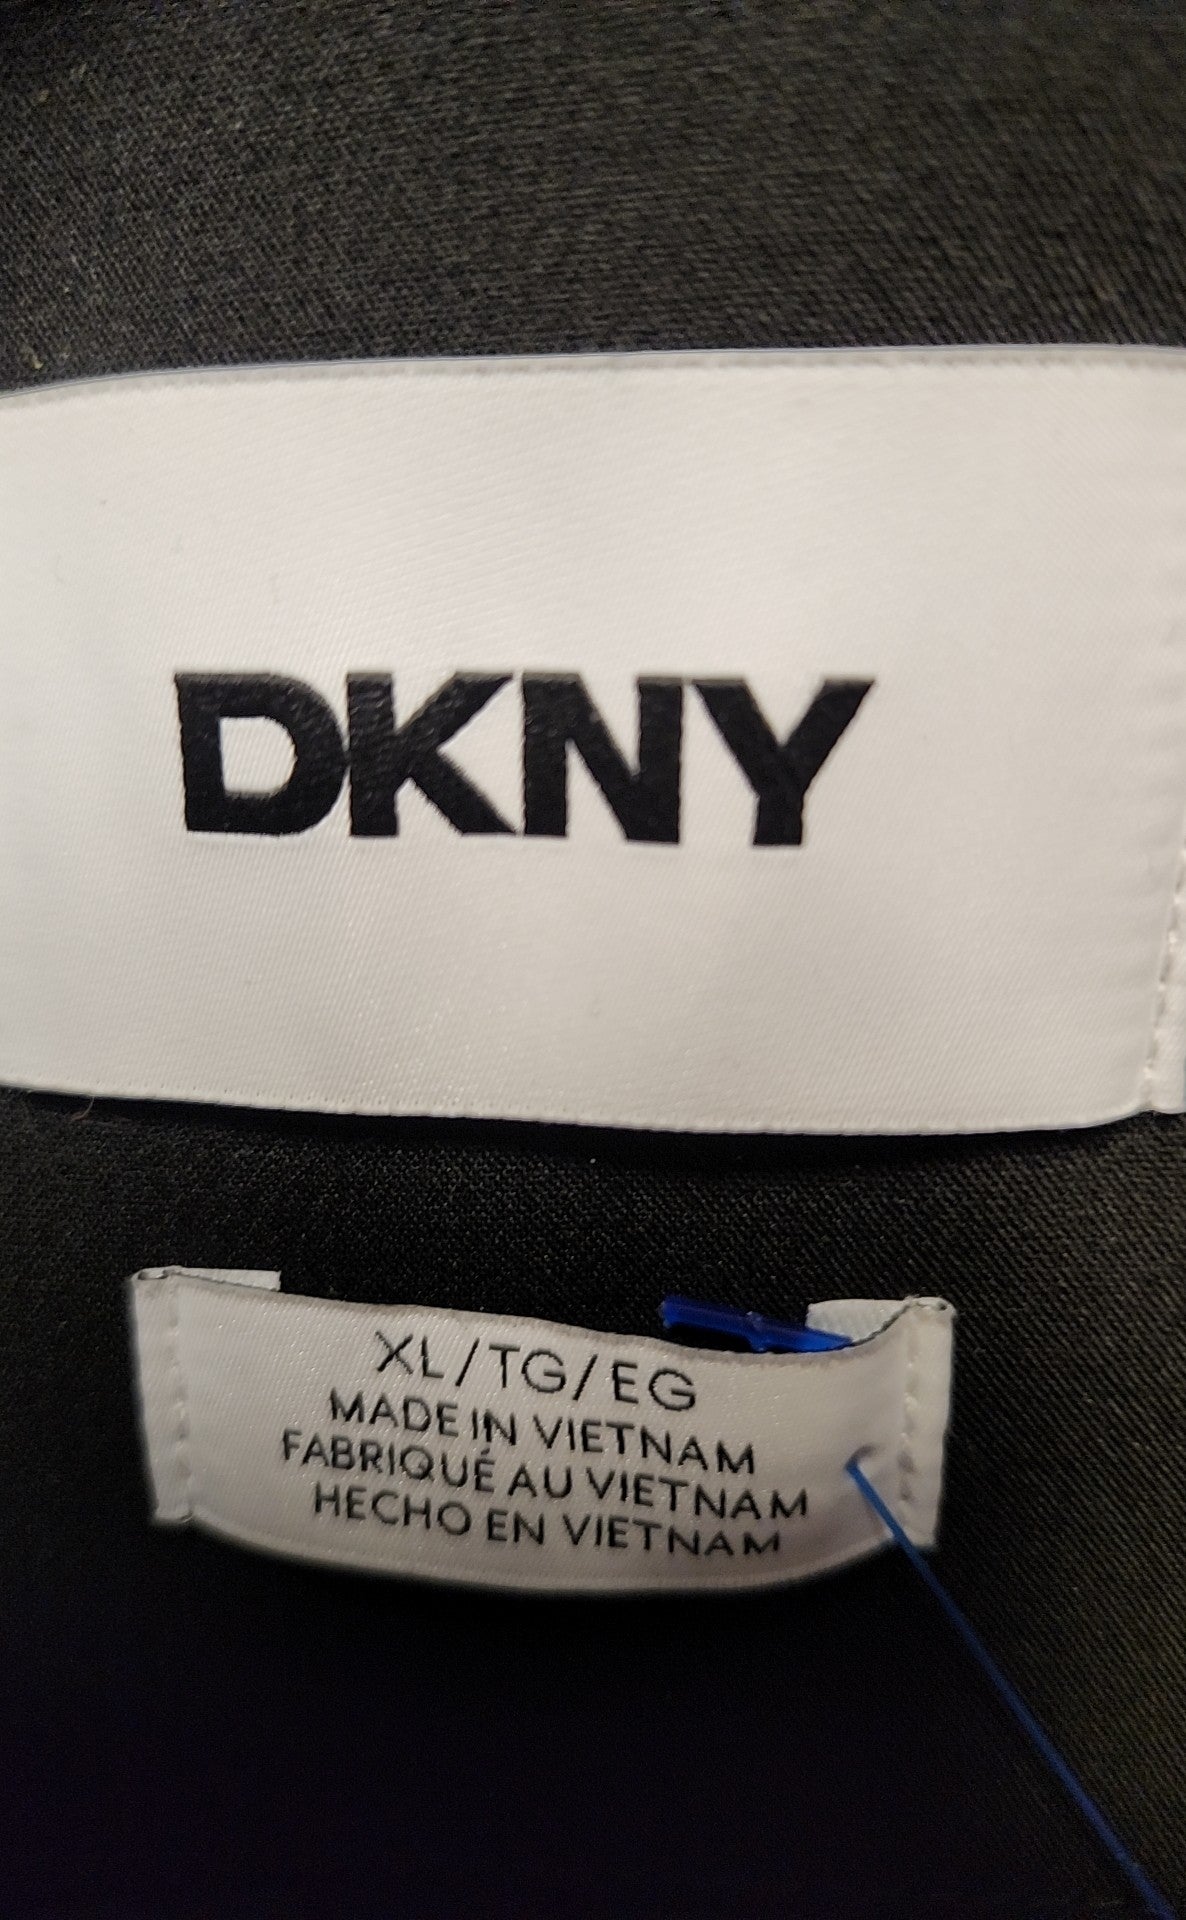 DKNY
XL/TG/EG
MADE IN VIETNAM
FABRIQUÉ AU VIETNAM
HECHO EN VIETNAM